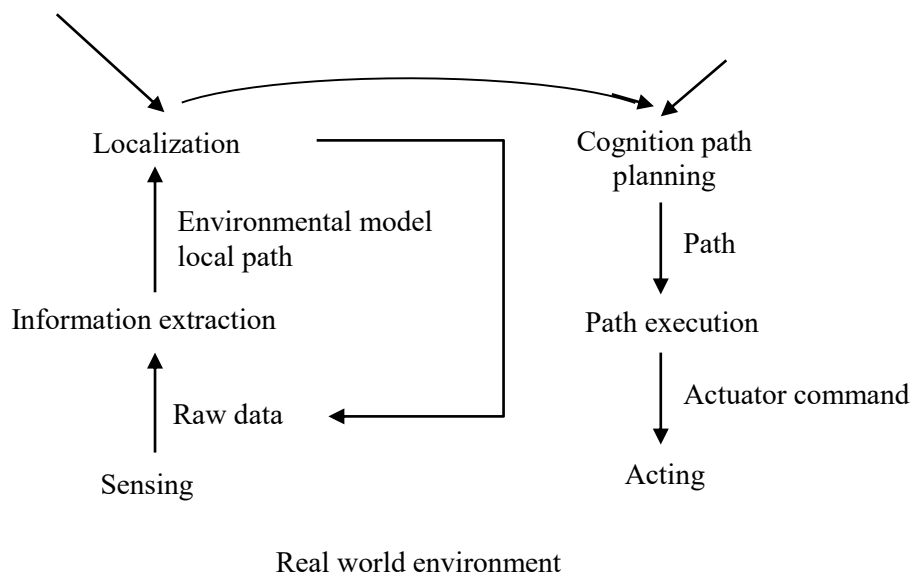 Localization
Cognition path
planning
Environmental model
local path
Path
Information extraction
Path execution
Raw data
Actuator command
Sensing
Acting
Real world environment